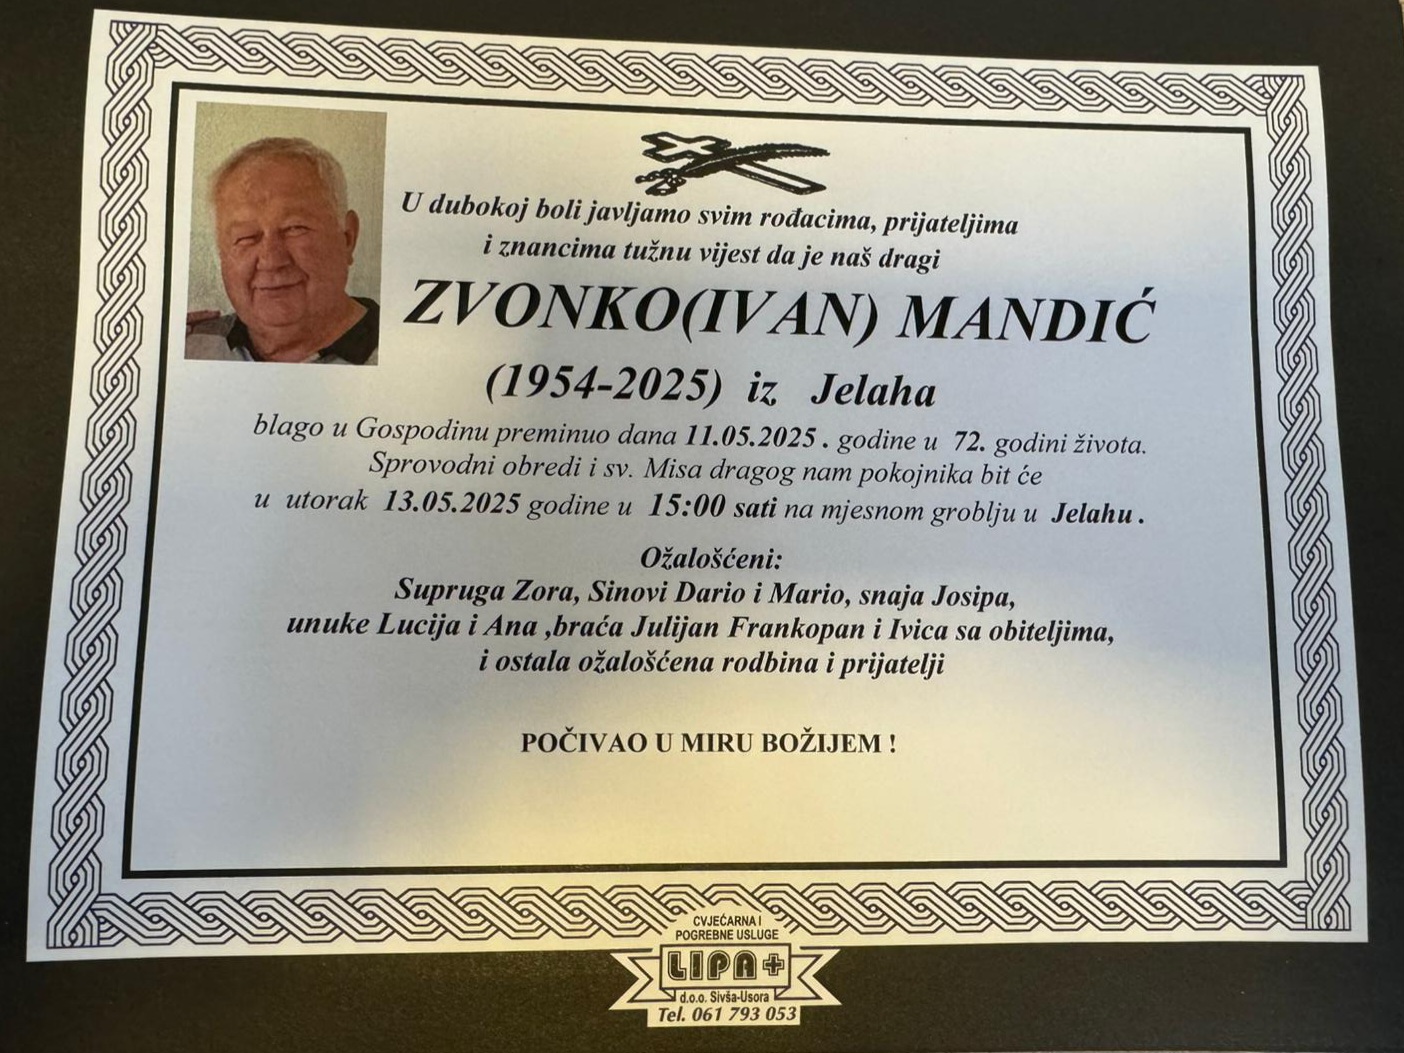 U dubokoj boli javljamo svim rođacima, prijateljima
i znancima tužnu vijest da je naš dragi
ZVONKO(IVAN) MANDIĆ
(1954-2025) iz Jelaha
blago u Gospodinu preminuo dana 11.05.2025 . godine u 72. godini života.
Sprovodni obredi i sv. Misa dragog nam pokojnika bit će
u utorak 13.05.2025 godine u 15:00 sati na mjesnom groblju u Jelahu .
Ožalošćeni:
Supruga Zora, Sinovi Dario i Mario, snaja Josipa,
unuke Lucija i Ana ,braća Julijan Frankopan i Ivica sa obiteljima,
i ostala ožalošćena rodbina i prijatelji
POČIVAO U MIRU BOŽIJEM !
CVJEĆARNA I
POGREBNE USLUGE
LIPA+
d.o.o. Sivša-Usora
Tel. 061 793 053